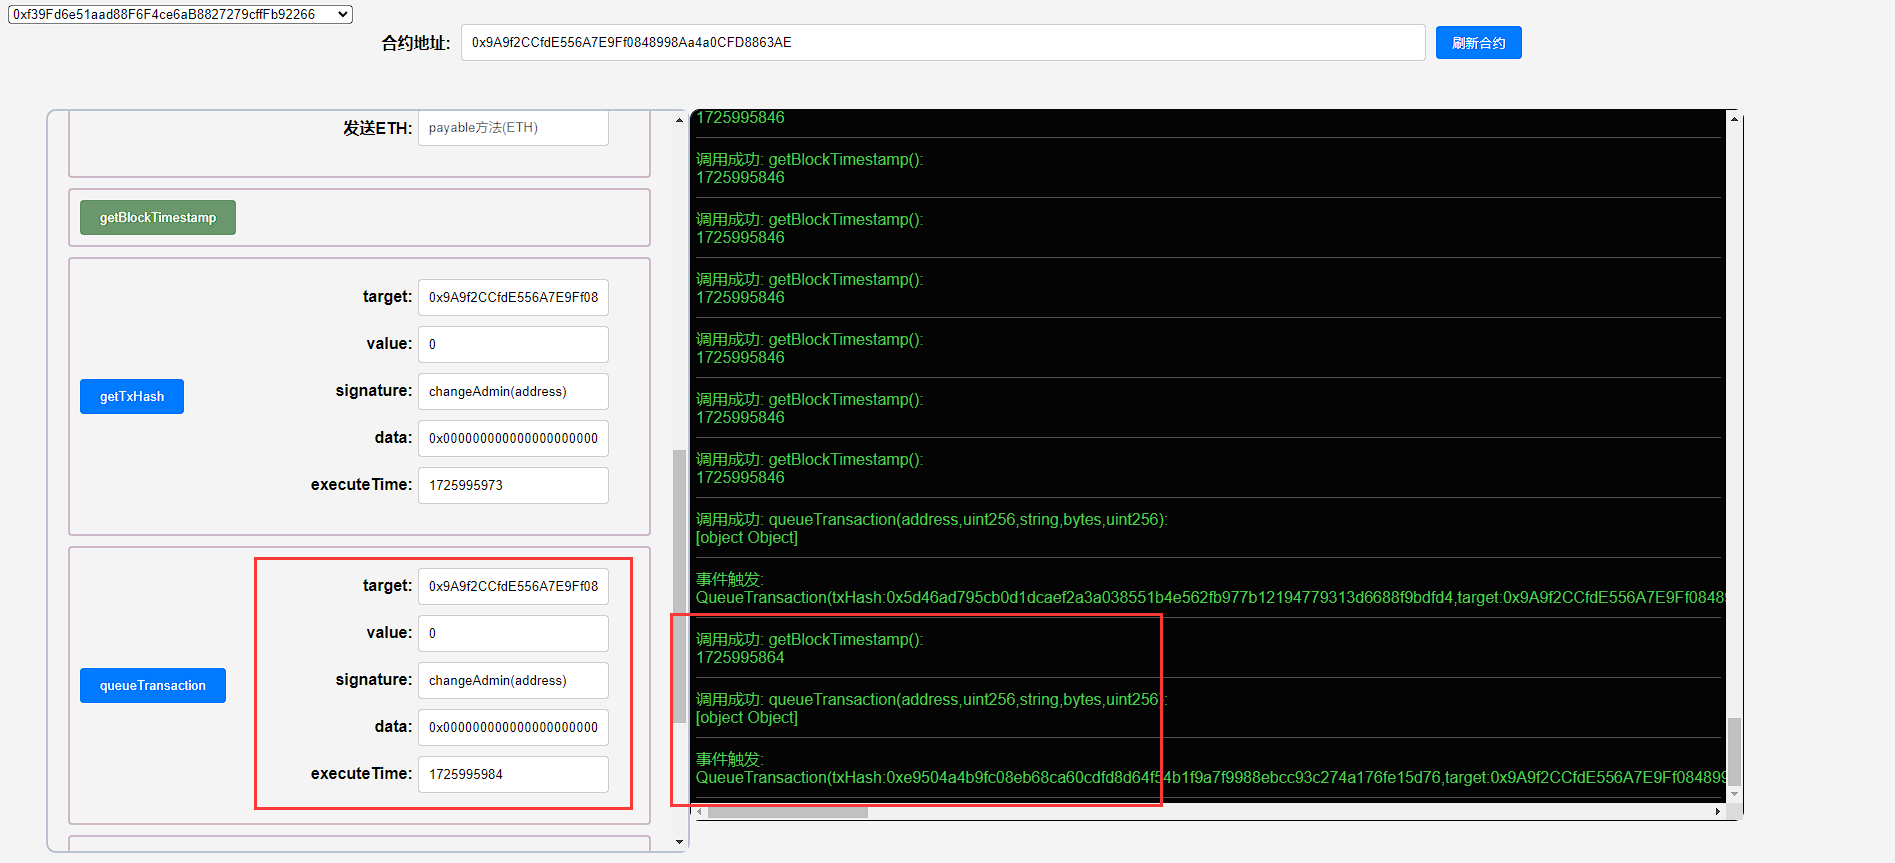 0xf39Fd6e51aad88F6F4ce6aB8827279cffFb92266
合约地址:
0x9A9f2CCfdE556A7E9Ff0848998Aa4a0CFD8863AE
刷新合约
发送ETH:
payable方法(ETH)
getBlockTimestamp
target:
0x9A9f2CCfdE556A7E9Ff08
value:
0
signature:
changeAdmin(address)
getTxHash
data:
0x000000000000000000000
executeTime:
1725995973
target:
0x9A9f2CCfdE556A7E9Ff08
value:
0
signature:
changeAdmin(address)
queueTransaction
data:
0x000000000000000000000
executeTime:
1725995984
1725995846
调用成功: getBlockTimestamp():
1725995846
调用成功: getBlockTimestamp():
1725995846
调用成功: getBlockTimestamp():
1725995846
调用成功: getBlockTimestamp():
1725995846
调用成功: getBlockTimestamp():
1725995846
调用成功: getBlockTimestamp():
1725995846
调用成功: queueTransaction(address,uint256,string,bytes,uint256):
[object Object]
事件触发:
QueueTransaction(txHash:0x5d46ad795cb0d1dcaef2a3a038551b4e562fb977b12194779313d6688f9bdfd4,target:0x9A9f2CCfdE556A7E9Ff0848
调用成功: getBlockTimestamp():
1725995864
调用成功: queueTransaction(address,uint256,string,bytes,uint256):
[object Object]
事件触发:
QueueTransaction(txHash:0xe9504a4b9fc08eb68ca60cdfd8d64f54b1f9a7f9988ebcc93c274a176fe15d76,target:0x9A9f2CCfdE556A7E9Ff084899